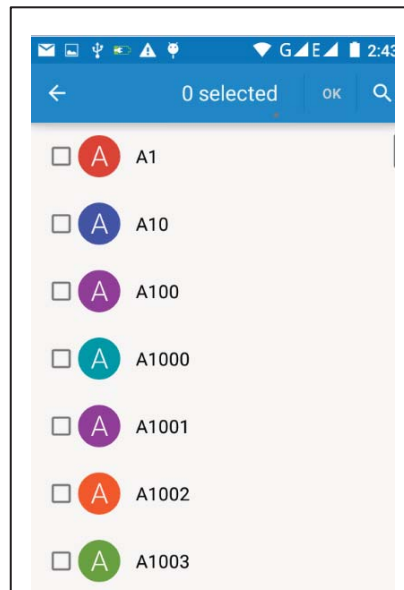 G E 2:43
0 selected OK
A A1
A A10
A A100
A A1000
A A1001
A A1002
A A1003